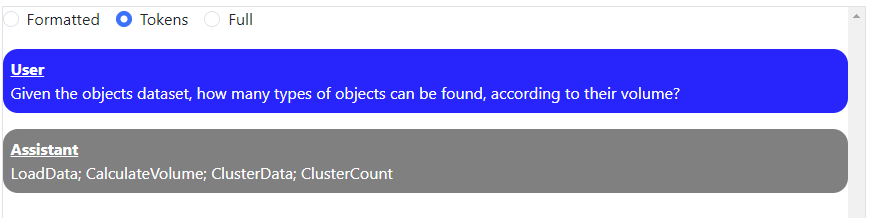 Formatted Tokens Full
User
Given the objects dataset, how many types of objects can be found, according to their volume?
Assistant
LoadData; CalculateVolume; ClusterData; ClusterCount